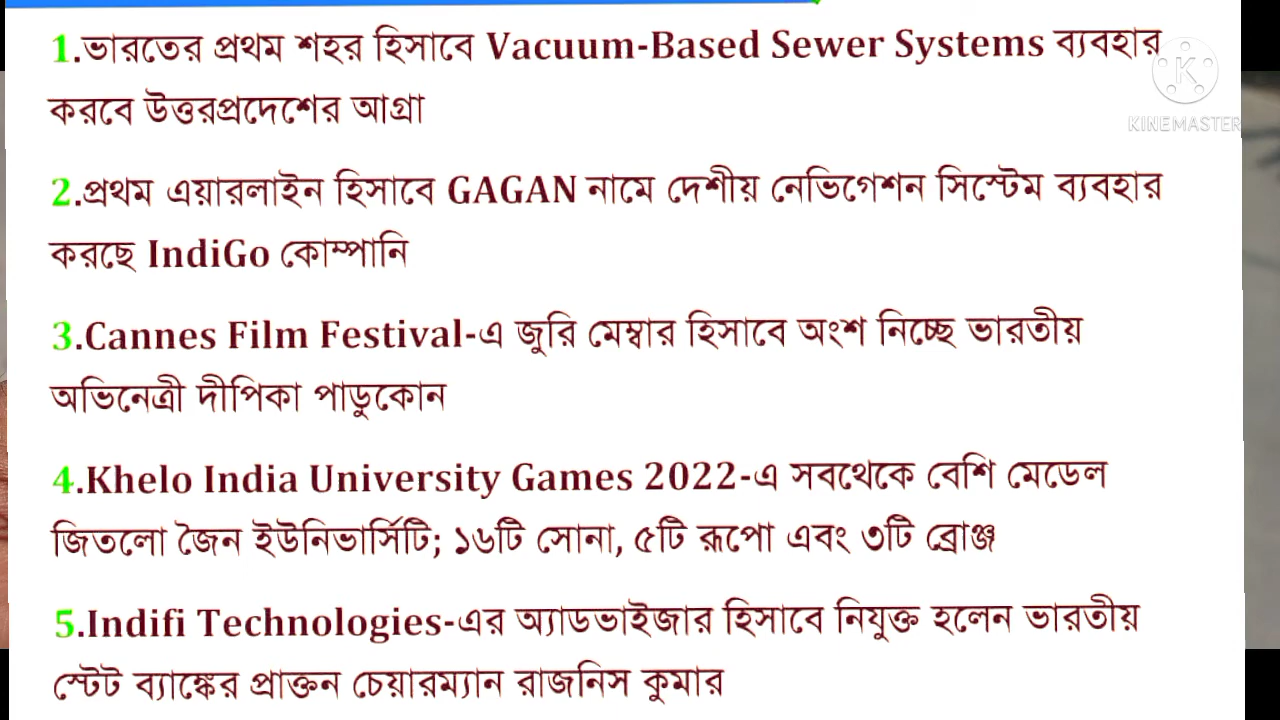 1.ভারতের প্রথম শহর হিসাবে Vacuum-Based Sewer Systems ব্যবহার
করবে উত্তরপ্রদেশের আগ্রা
KINEMASTER
2.প্রথম এয়ারলাইন হিসাবে GAGAN নামে দেশীয় নেভিগেশন সিস্টেম ব্যবহার
করছে IndiGo কোম্পানি
3.Cannes Film Festival-এ জুরি মেম্বার হিসাবে অংশ নিচ্ছে ভারতীয়
অভিনেত্রী দীপিকা পাড়ুকোন
4.Khelo India University Games 2022-এ সবথেকে বেশি মেডেল
জিতলো জৈন ইউনিভার্সিটি; ১৬টি সোনা, ৫টি রূপো এবং ৩টি ব্রোঞ্জ
5.Indifi Technologies-এর অ্যাডভাইজার হিসাবে নিযুক্ত হলেন ভারতীয়
স্টেট ব্যাঙ্কের প্রাক্তন চেয়ারম্যান রাজনিস কুমার